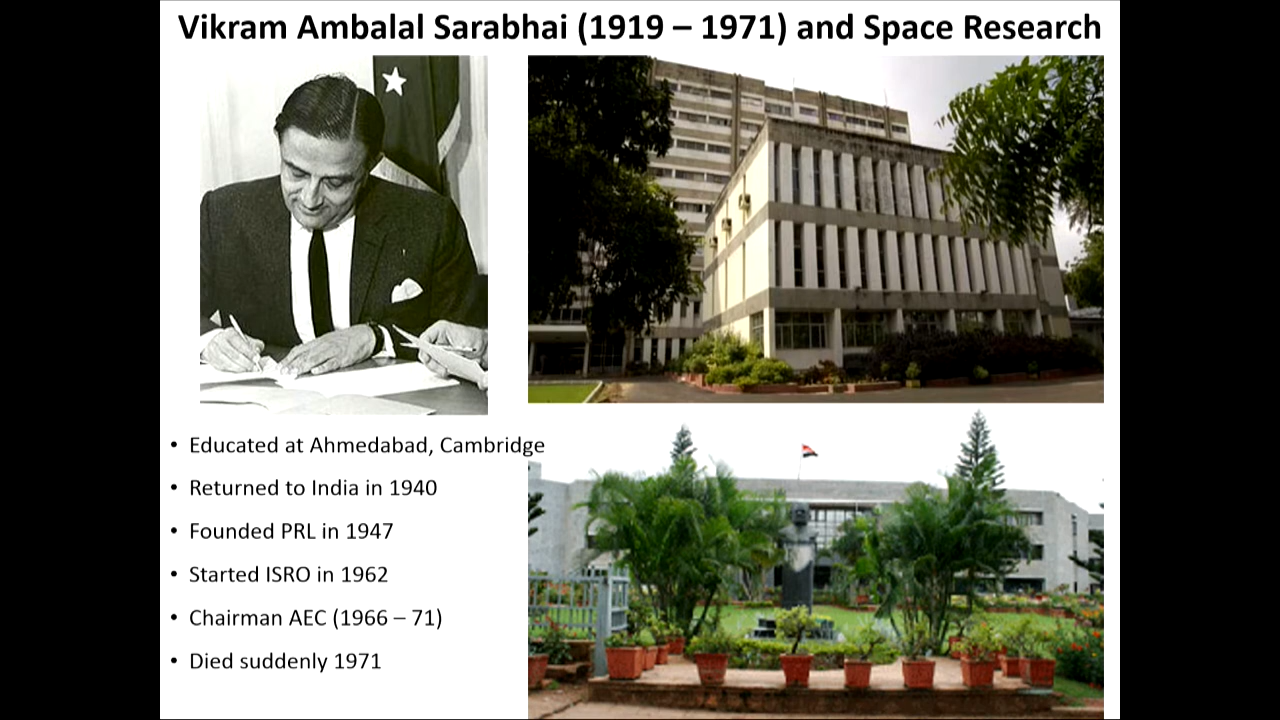 Vikram Ambalal Sarabhai (1919 – 1971) and Space Research
• Educated at Ahmedabad, Cambridge
• Returned to India in 1940
• Founded PRL in 1947
• Started ISRO in 1962
• Chairman AEC (1966 – 71)
• Died suddenly 1971